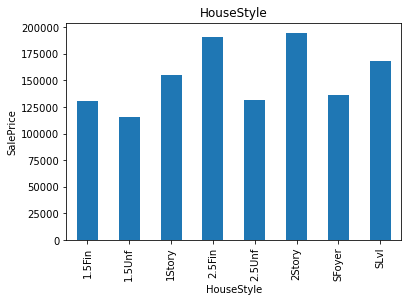 HouseStyle
200000
175000
150000
125000
100000
75000
50000
25000
0
SalePrice
1.5Fin
1.5Unf
1Story
2.5Fin
2.5Unf
2Story
SFoyer
SLvl
HouseStyle